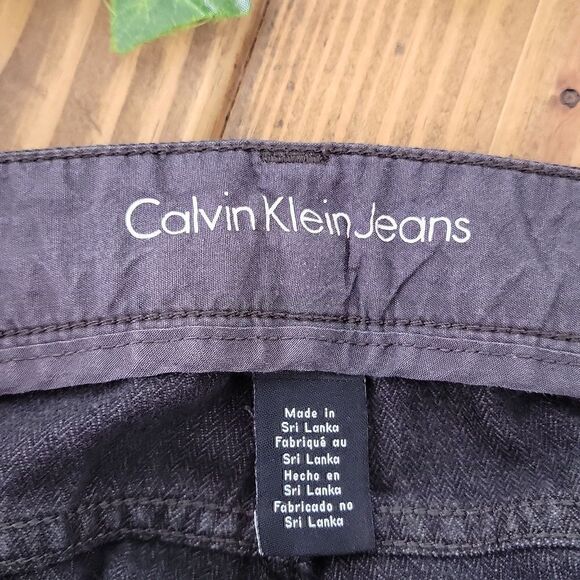 Calvin Klein Jeans
Made in
Sri Lanka
Fabriqué au
Sri Lanka
Hecho en
Sri Lanka
Fabricado no
Sri Lanka